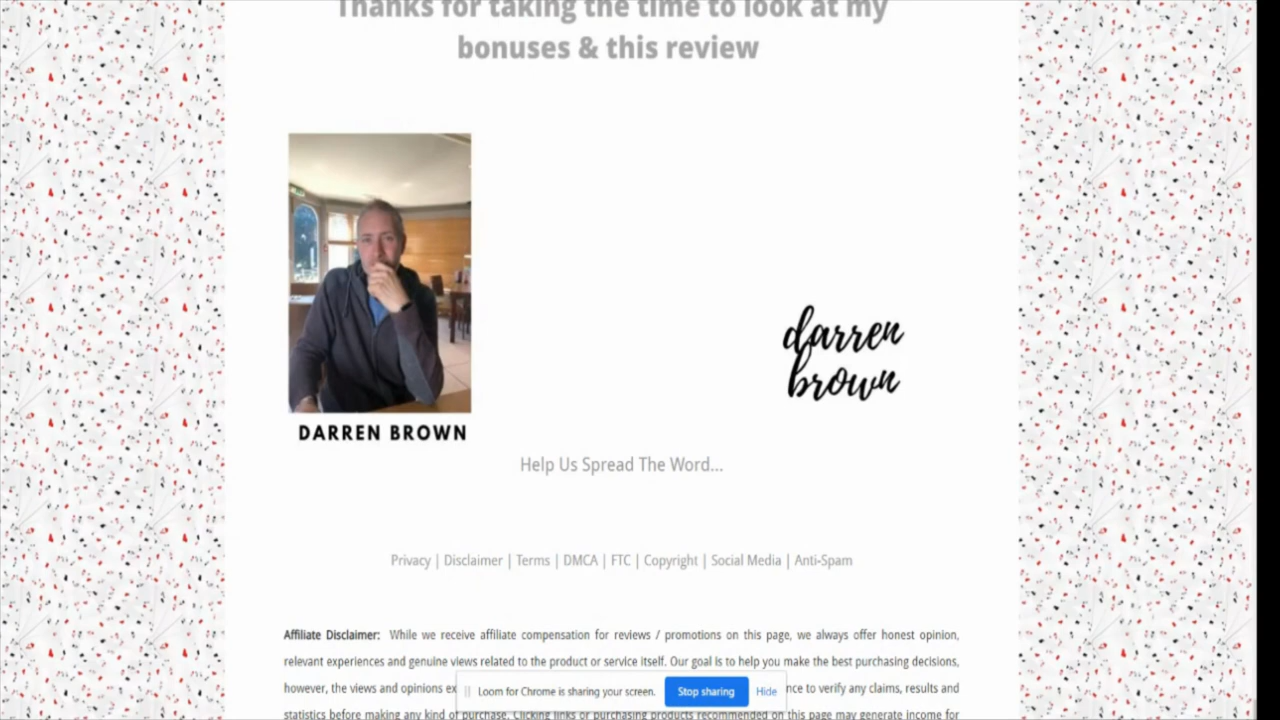 Thanks for taking the time to look at my
bonuses & this review
darren
brown
DARREN BROWN
Help Us Spread The Word...
Privacy | Disclaimer | Terms | DMCA | FTC | Copyright | Social Media | Anti-Spam
Affiliate Disclaimer: While we receive affiliate compensation for reviews / promotions on this page, we always offer honest opinion,
relevant experiences and genuine views related to the product or service itself. Our goal is to help you make the best purchasing decisions,
however, the views and opinions ex
Loom for Chrome is sharing your screen. Stop sharing Hide
nce to verify any claims, results and
statistics before making any kind of purchase. Clicking links or purchasing products recommended on this page may generate income for